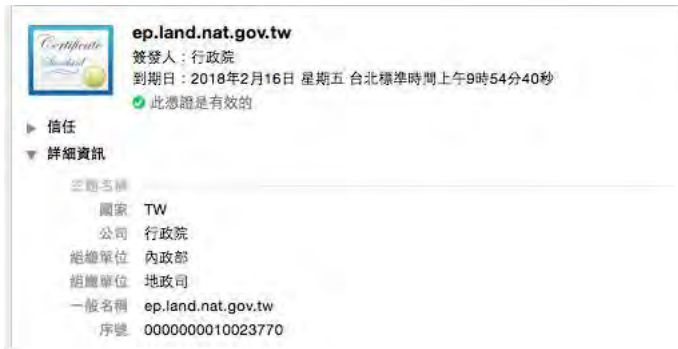 Certificate
Standard
ep.land.nat.gov.tw
簽發人：行政院
到期日：2018年2月16日 星期五 台北標準時間上午9時54分40秒
此憑證是有效的
信任
詳細資訊
主題名稱
國家 TW
公司 行政院
組織單位 內政部
組織單位 地政司
一般名稱 ep.land.nat.gov.tw
序號 0000000010023770